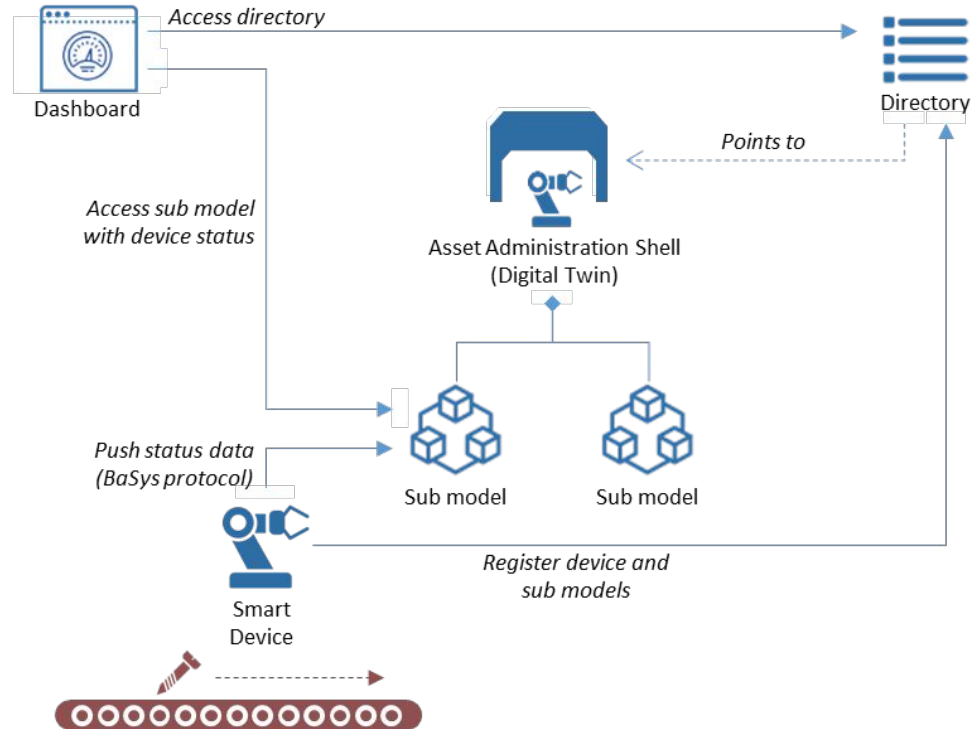 Access directory
Dashboard
Directory
Points to
Access sub model
with device status
Asset Administration Shell
(Digital Twin)
Push status data
(BaSys protocol)
Sub model
Sub model
Register device and
sub models
Smart
Device